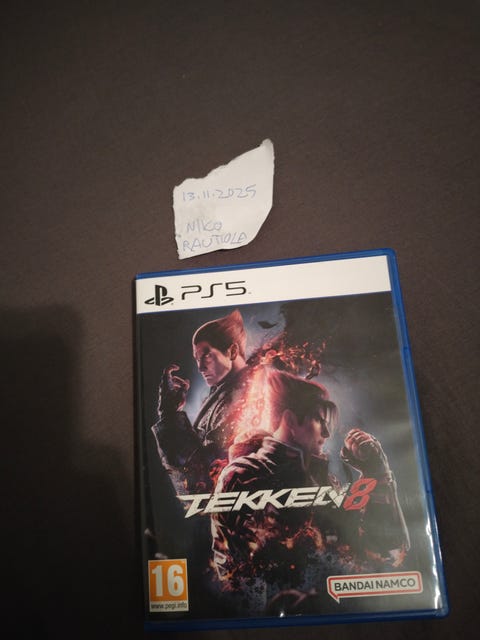 13.11.2025
NIKO
RAUTIOLA
PS5
TEKKEN 8
16
www.pegi.info
BANDAI NAMCO